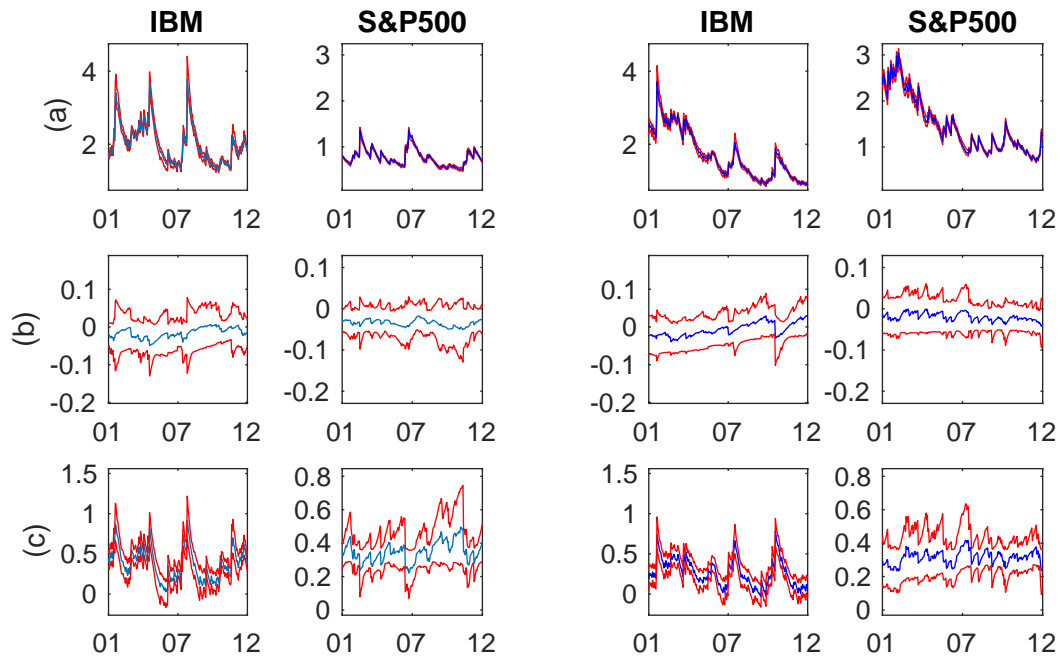 IBM S&P500 IBM S&P500
(a) 4 2 3 2 1 4 2 3 2 1
01 07 12 01 07 12 01 07 12 01 07 12
(b) 0.1 0 -0.1 -0.2 0.1 0 -0.1 -0.2 0.1 0 -0.1 -0.2 0.1 0 -0.1 -0.2
01 07 12 01 07 12 01 07 12 01 07 12
(c) 1.5 1 0.5 0 0.8 0.6 0.4 0.2 0 1.5 1 0.5 0 0.8 0.6 0.4 0.2 0
01 07 12 01 07 12 01 07 12 01 07 12